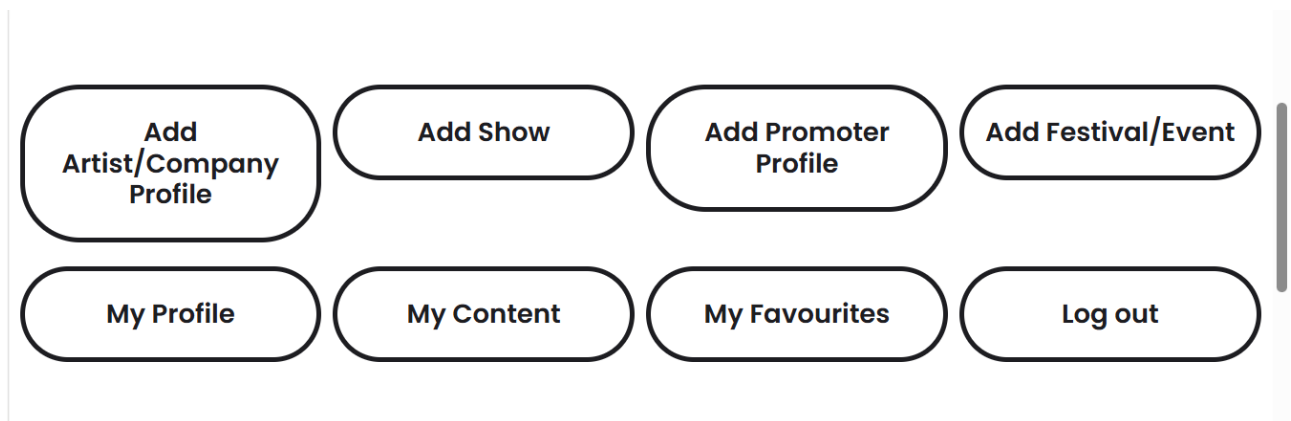 Add
Artist/Company
Profile
Add Show
Add Promoter
Profile
Add Festival/Event
My Profile
My Content
My Favourites
Log out